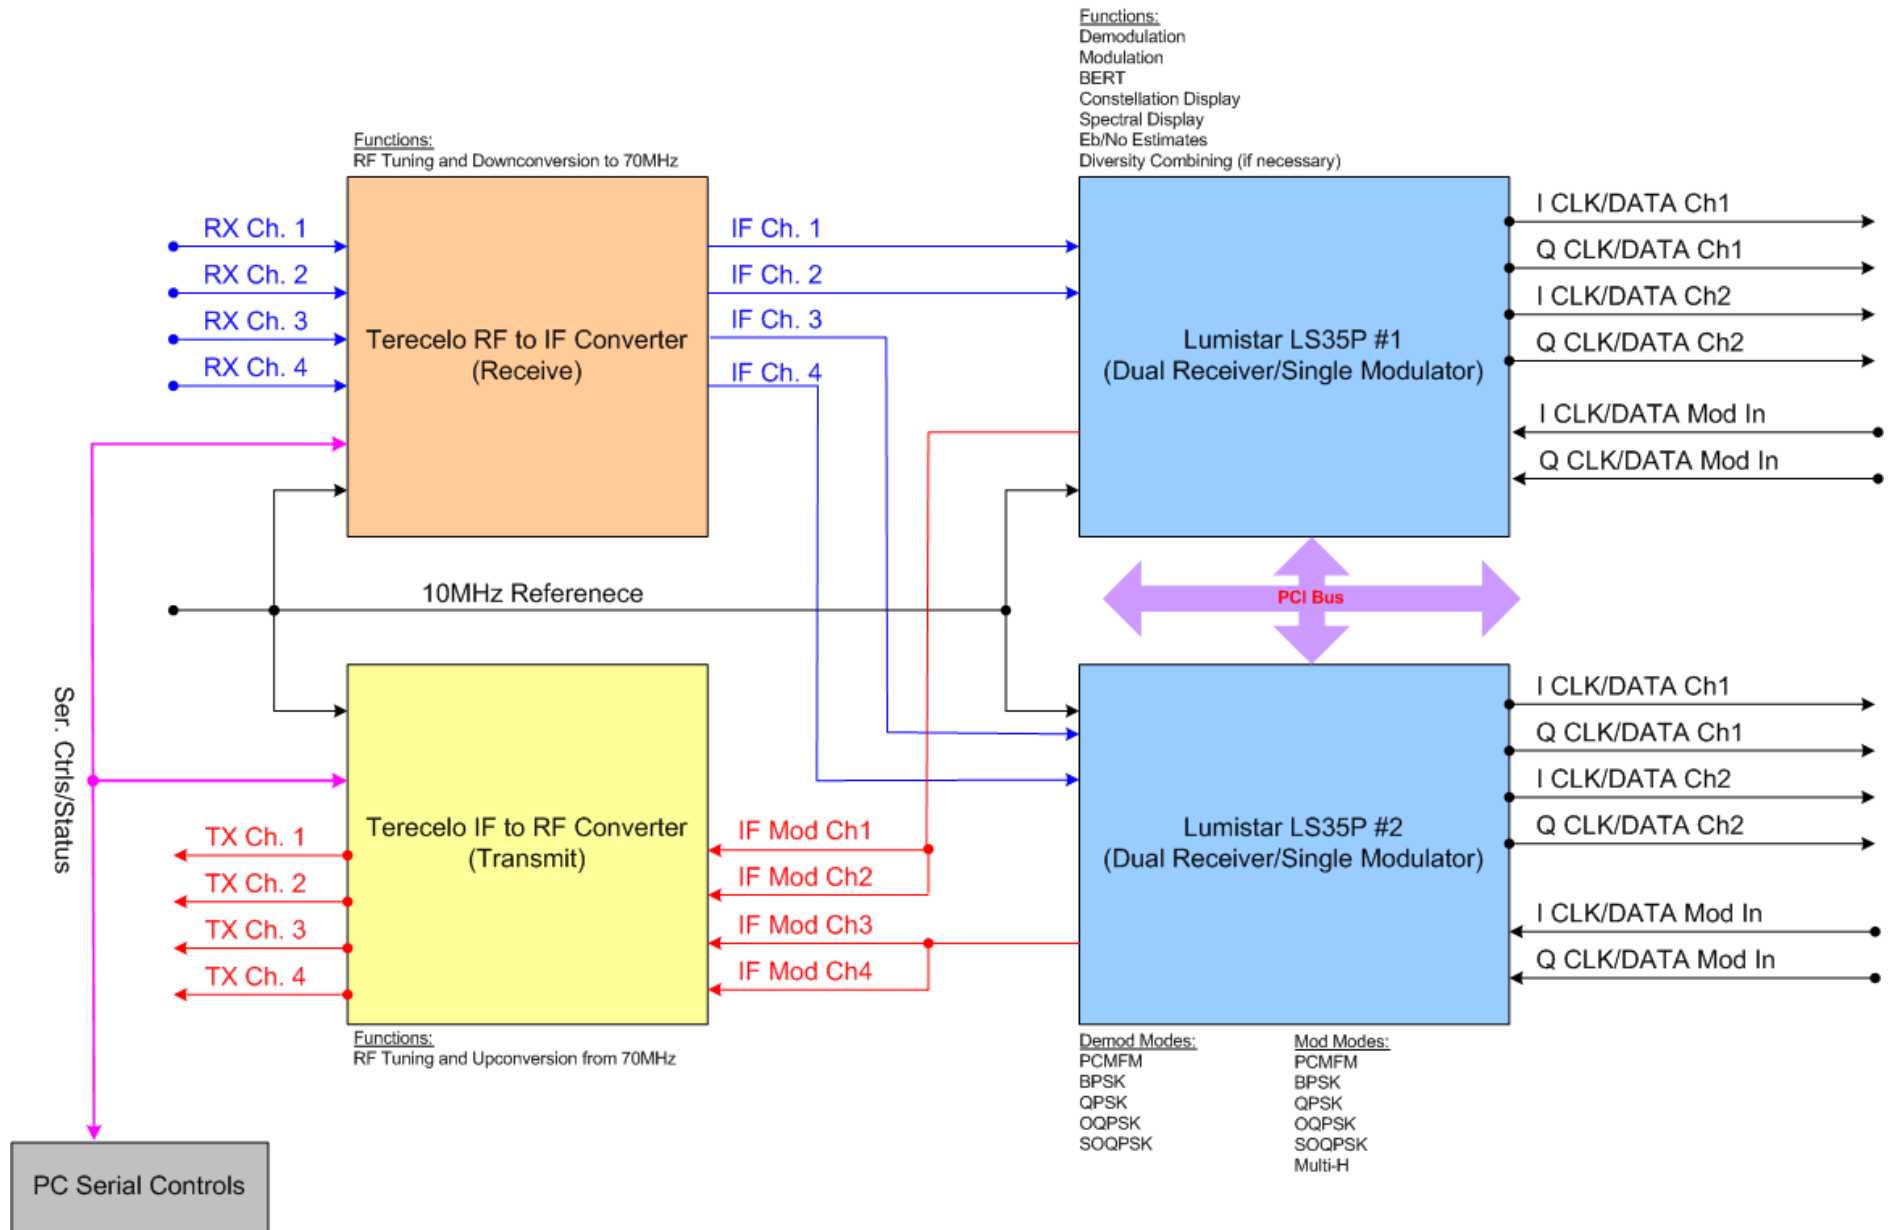 Functions:
Demodulation
Modulation
BERT
Constellation Display
Spectral Display
Eb/No Estimates
Diversity Combining (if necessary)
Functions:
RF Tuning and Downconversion to 70MHz
RX Ch. 1
RX Ch. 2
RX Ch. 3
RX Ch. 4
Terecelo RF to IF Converter
(Receive)
IF Ch. 1
IF Ch. 2
IF Ch. 3
IF Ch. 4
Lumistar LS35P #1
(Dual Receiver/Single Modulator)
I CLK/DATA Ch1
Q CLK/DATA Ch1
I CLK/DATA Ch2
Q CLK/DATA Ch2
I CLK/DATA Mod In
Q CLK/DATA Mod In
10MHz Referenece
PCI Bus
Ser. Ctrls/Status
Terecelo IF to RF Converter
(Transmit)
TX Ch. 1
TX Ch. 2
TX Ch. 3
TX Ch. 4
IF Mod Ch1
IF Mod Ch2
IF Mod Ch3
IF Mod Ch4
Lumistar LS35P #2
(Dual Receiver/Single Modulator)
I CLK/DATA Ch1
Q CLK/DATA Ch1
I CLK/DATA Ch2
Q CLK/DATA Ch2
I CLK/DATA Mod In
Q CLK/DATA Mod In
Functions:
RF Tuning and Upconversion from 70MHz
Demod Modes:
PCMFM
BPSK
QPSK
OQPSK
SOQPSK
Mod Modes:
PCMFM
BPSK
QPSK
OQPSK
SOQPSK
Multi-H
PC Serial Controls